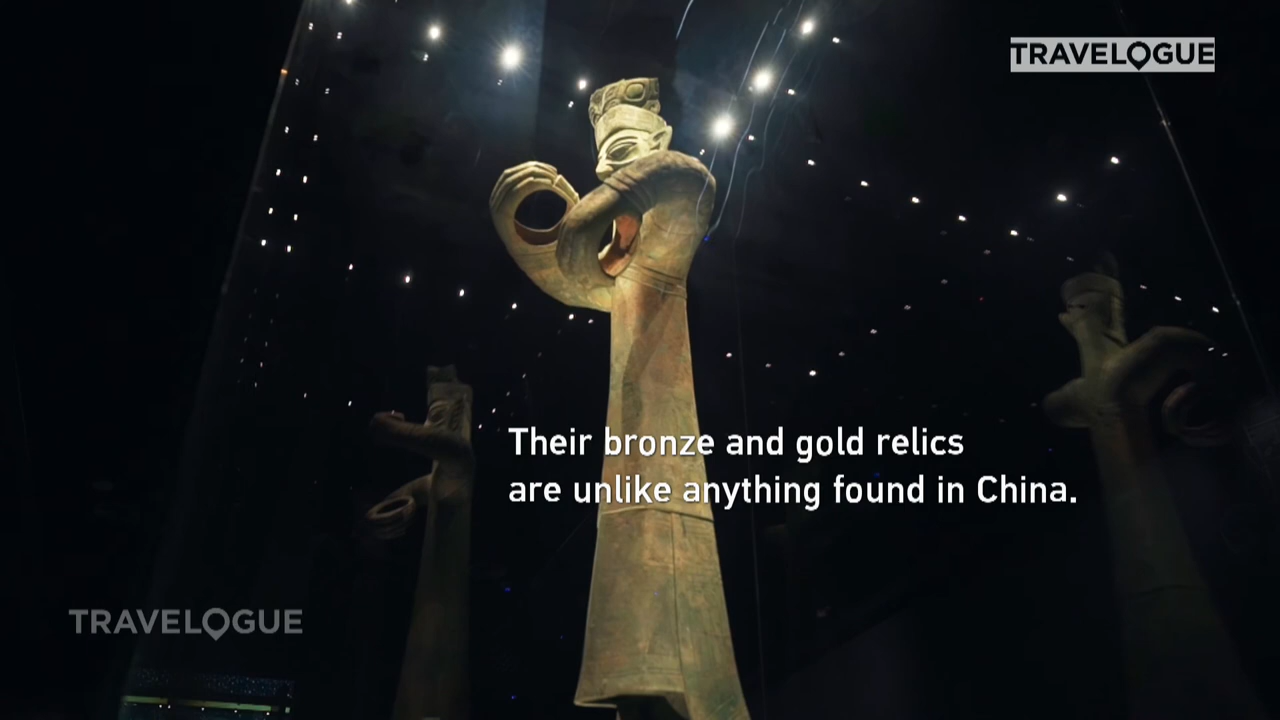 TRAVELOGUE
Their bronze and gold relics
are unlike anything found in China.
TRAVELOGUE